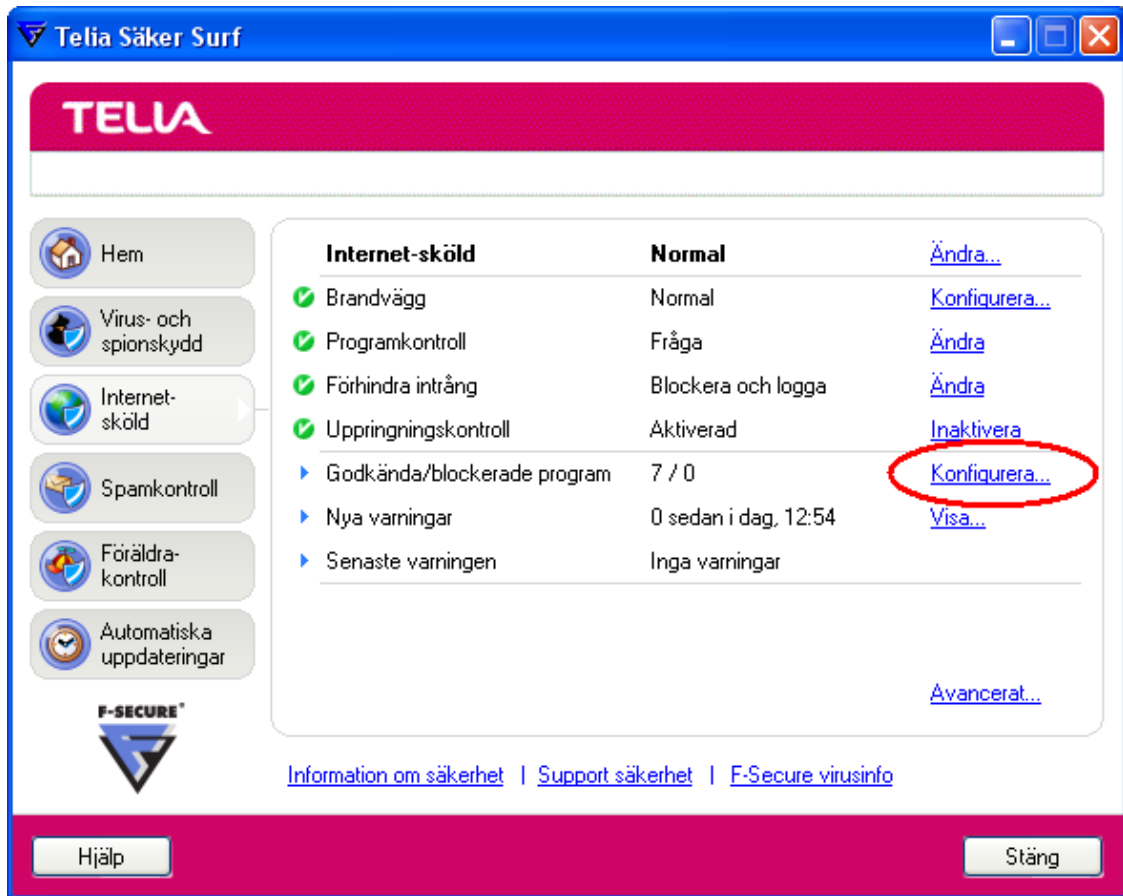 Telia Säker Surf
TELIA
Hem
Virus- och
spionskydd
Internet-
sköld
Spamkontroll
Föräldra-
kontroll
Automatiska
uppdateringar
F-SECURE®
Internet-sköld Normal Ändra...
Brandvägg Normal Konfigurera...
Programkontroll Fråga Ändra
Förhindra intrång Blockera och logga Ändra
Uppringningskontroll Aktiverad Inaktivera
Godkända/blockerade program 7 / 0 Konfigurera...
Nya varningar 0 sedan i dag, 12:54 Visa...
Senaste varningen Inga varningar
Avancerat...
Information om säkerhet | Support säkerhet | F-Secure virusinfo
Hjälp Stäng